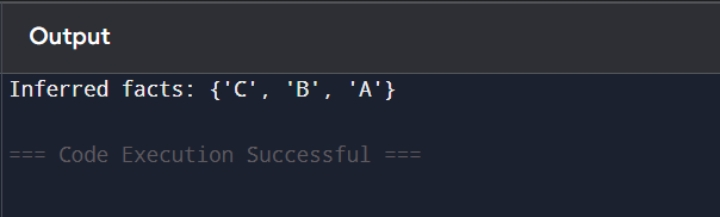 Output
Inferred facts: {'C', 'B', 'A'}
=== Code Execution Successful ===